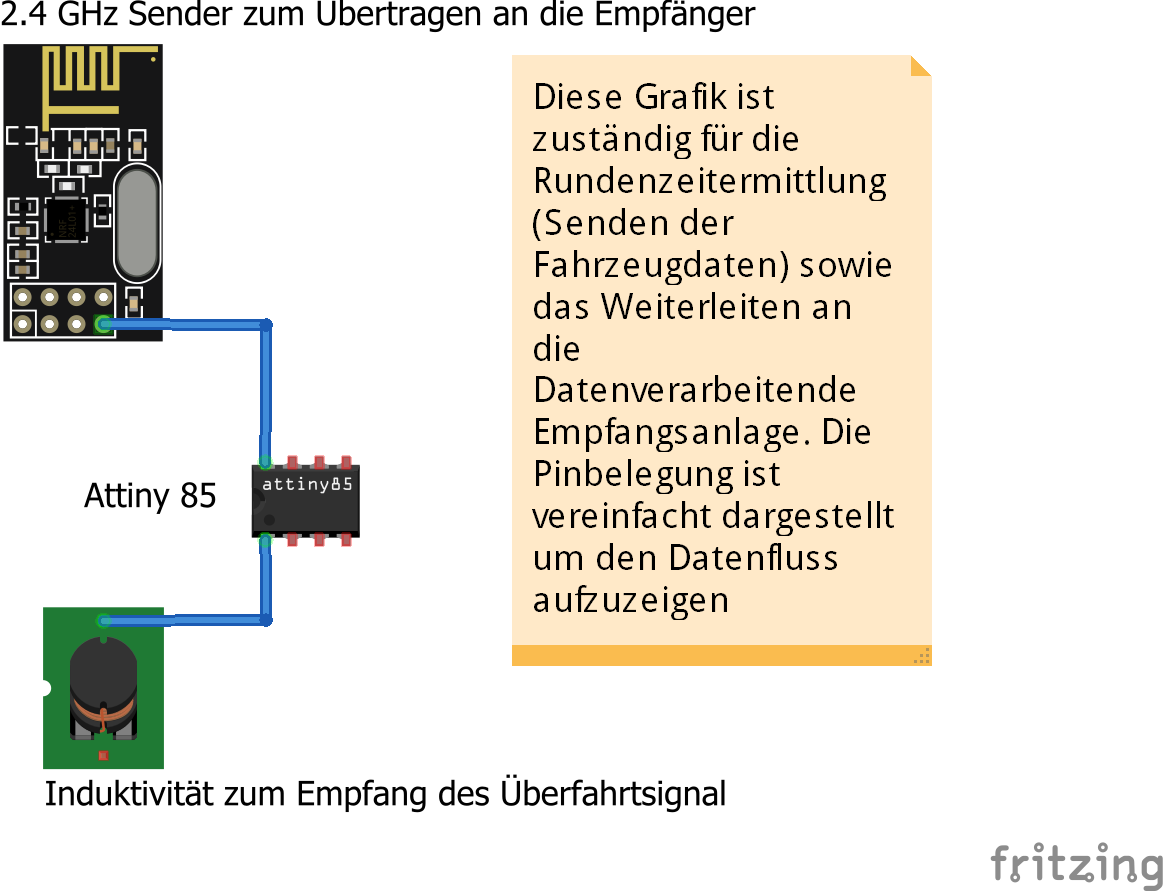 2.4 GHz Sender zum Übertragen an die Empfänger
Diese Grafik ist
zuständig für die
Rundenzeitermittlung
(Senden der
Fahrzeugdaten) sowie
das Weiterleiten an
die
Datenverarbeitende
Empfangsanlage. Die
Pinbelegung ist
vereinfacht dargestellt
um den Datenfluss
aufzuzeigen
NRF
24L01+
Attiny 85
attiny85
Induktivität zum Empfang des Überfahrtsignal
fritzing